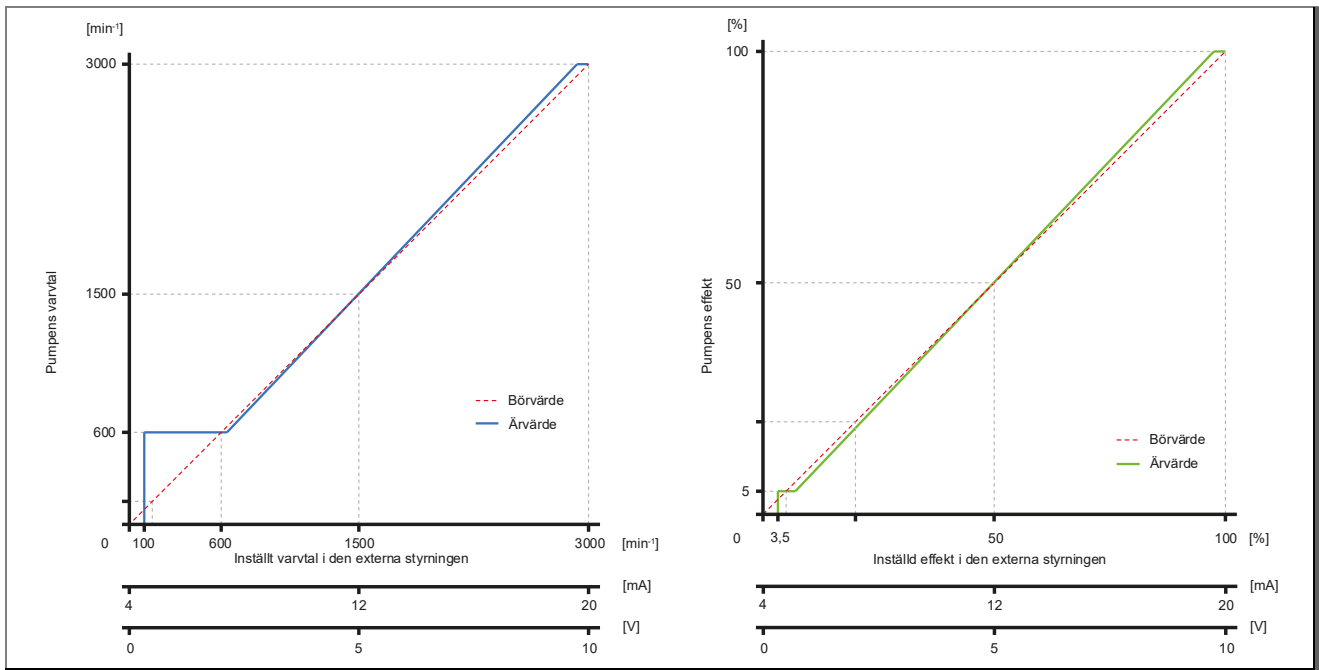 [min⁻¹]
3000
1500
600
Pumpens varvtal
Börvärde
Ärvärde
0 100 600 1500 3000 [min⁻¹]
Inställt varvtal i den externa styrningen
[mA]
4 12 20
[V]
0 5 10
[%]
100
50
5
Pumpens effekt
Börvärde
Ärvärde
0 3,5 50 100 [%]
Inställd effekt i den externa styrningen
[mA]
4 12 20
[V]
0 5 10